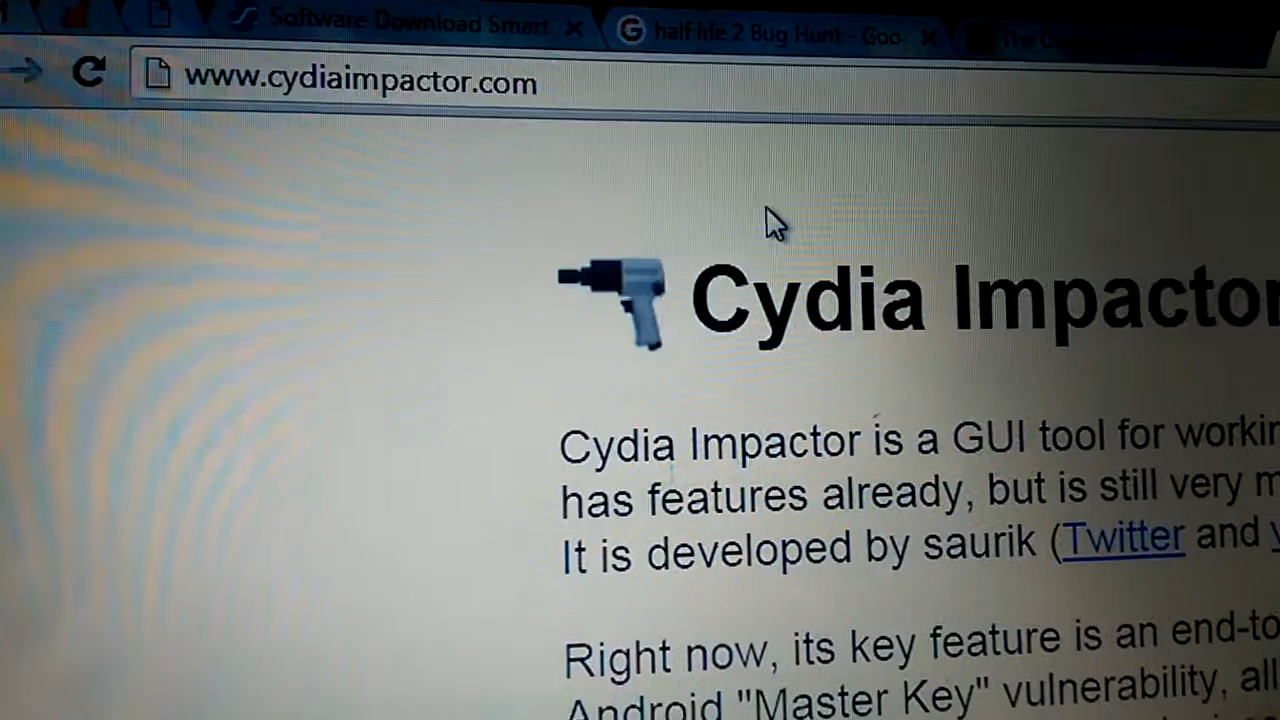 Software Download Smart
half life 2 Bug Hunt - Goo
www.cydiaimpactor.com
Cydia Impactor
Cydia Impactor is a GUI tool for workin
has features already, but is still very m
It is developed by saurik (Twitter and
Right now, its key feature is an end-to
Android "Master Key" vulnerability, all